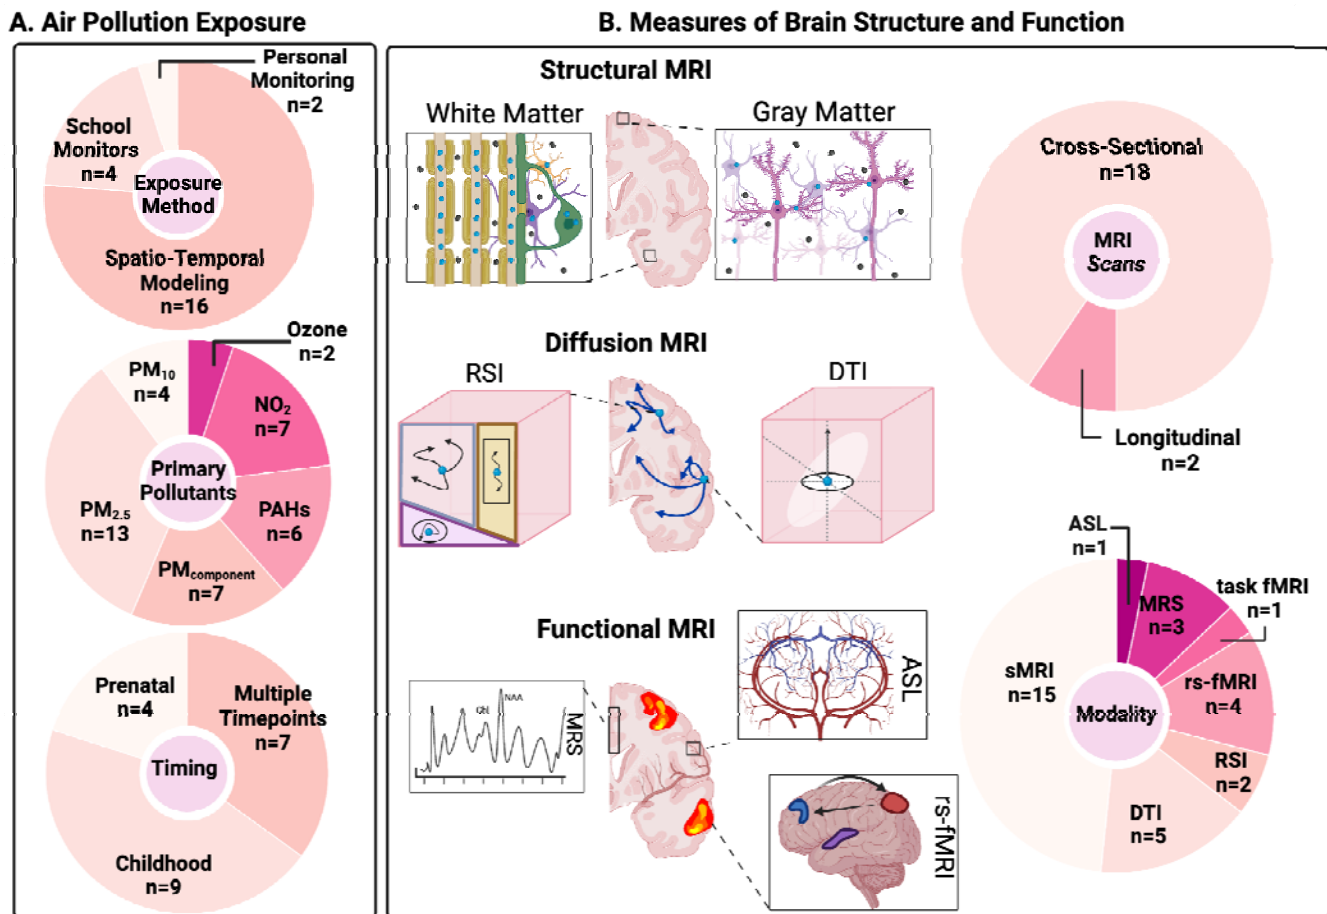 A. Air Pollution Exposure
Personal
Monitoring
n=2
School
Monitors
n=4
Exposure
Method
Spatio-Temporal
Modeling
n=16
Ozone
n=2
PM10
n=4
NO2
n=7
Primary
Pollutants
PM2.5
n=13
PAHs
n=6
PMcomponent
n=7
Prenatal
n=4
Multiple
Timepoints
n=7
Timing
Childhood
n=9
B. Measures of Brain Structure and Function
Structural MRI
White Matter
Gray Matter
Diffusion MRI
RSI
DTI
Functional MRI
NAA
MRS
ASL
rs-fMRI
Cross-Sectional
n=18
MRI
Scans
Longitudinal
n=2
ASL
n=1
MRS
n=3
task fMRI
n=1
sMRI
n=15
rs-fMRI
n=4
Modality
RSI
n=2
DTI
n=5